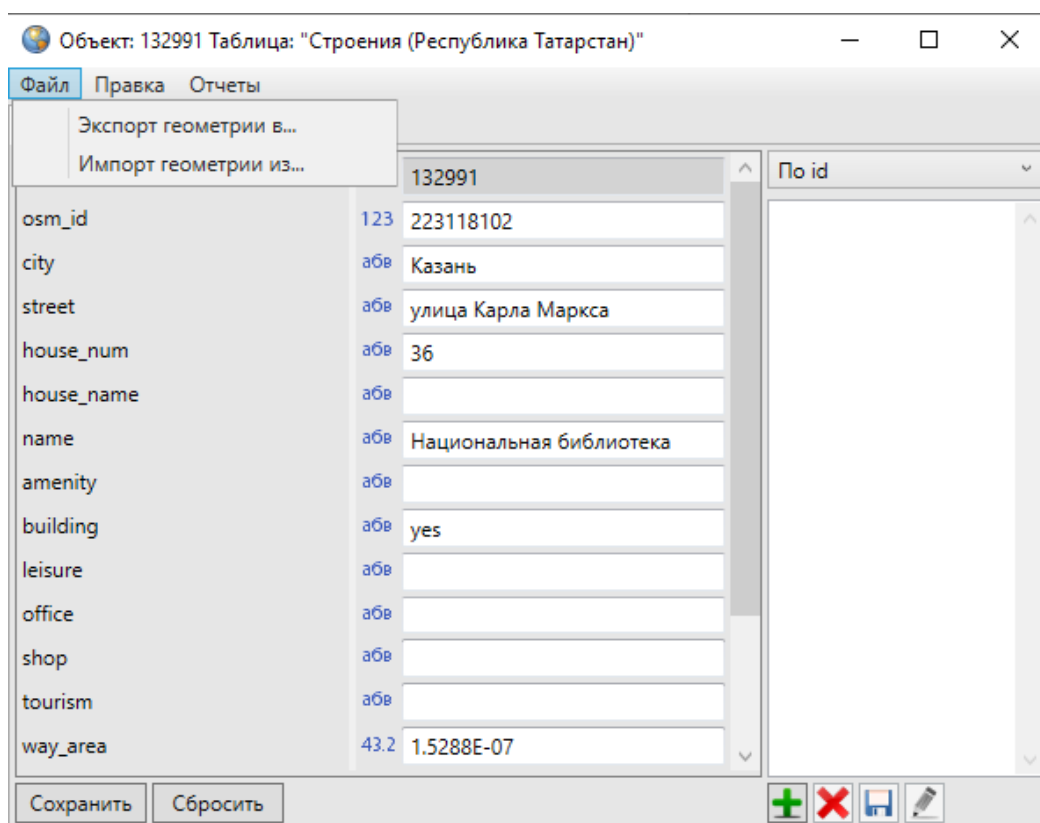 Объект: 132991 Таблица: "Строения (Республика Татарстан)"
Файл Правка Отчеты
Экспорт геометрии в...
Импорт геометрии из...
132991
По id
osm_id 123 223118102
city абв Казань
street абв улица Карла Маркса
house_num абв 36
house_name абв
name абв Национальная библиотека
amenity абв
building абв yes
leisure абв
office абв
shop абв
tourism абв
way_area 43.2 1.5288E-07
Сохранить Сбросить